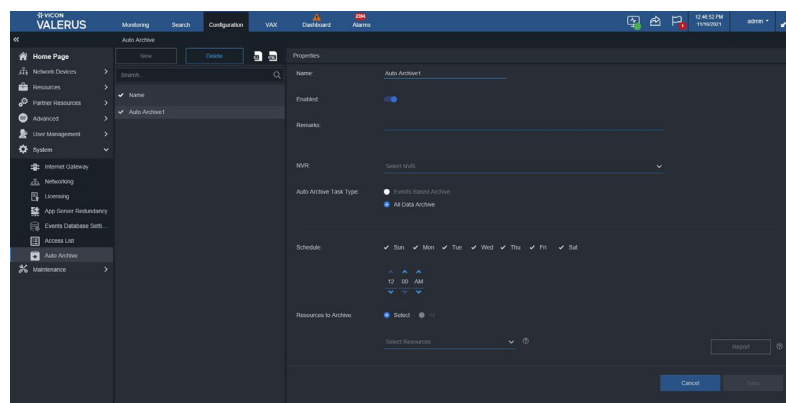 VICON
VALERUS
Monitoring
Search
Configuration
VAX
Dashboard
Alarms
12:46:52 PM
11/16/2021
admin
Auto Archive
Home Page
Network Devices
Resources
Partner Resources
Advanced
User Management
System
Internet Gateway
Networking
Licensing
App Server Redundancy
Events Database Setti...
Access List
Auto Archive
Maintenance
New
Delete
Search...
Name
Auto Archive1
Properties
Name:
Auto Archive1
Enabled:
Remarks:
NVR:
Select NVR
Auto Archive Task Type:
Events Based Archive
All Data Archive
Schedule:
Sun Mon Tue Wed Thu Fri Sat
12 00 AM
Resources to Archive:
Select All
Select Resources
Report
Cancel
Save